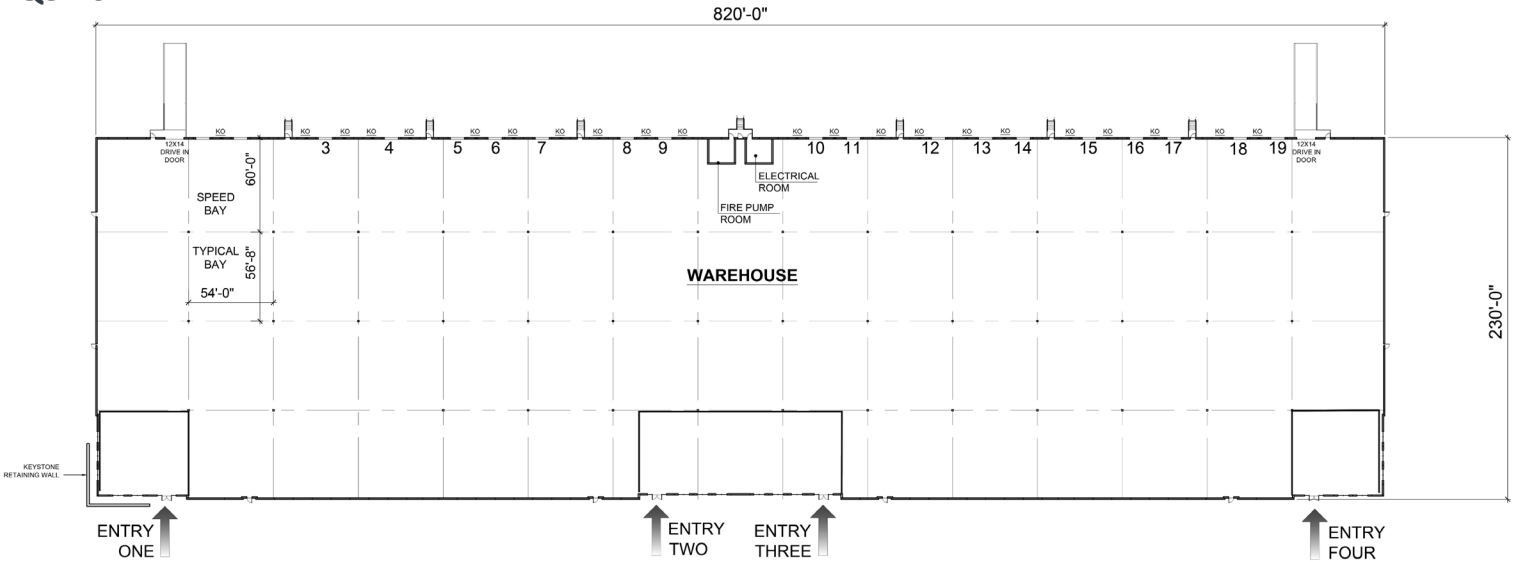 820'-0"
KO KO KO KO KO KO KO KO KO KO KO KO KO KO KO KO KO KO KO KO KO KO
12X14
DRIVE IN
DOOR
3 4 5 6 7 8 9 10 11 12 13 14 15 16 17 18 19
12X14
DRIVE IN
DOOR
60'-0"
SPEED
BAY
ELECTRICAL
ROOM
FIRE PUMP
ROOM
TYPICAL
BAY
56'-8"
54'-0"
WAREHOUSE
230'-0"
KEYSTONE
RETAINING WALL
ENTRY
ONE
ENTRY
TWO
ENTRY
THREE
ENTRY
FOUR